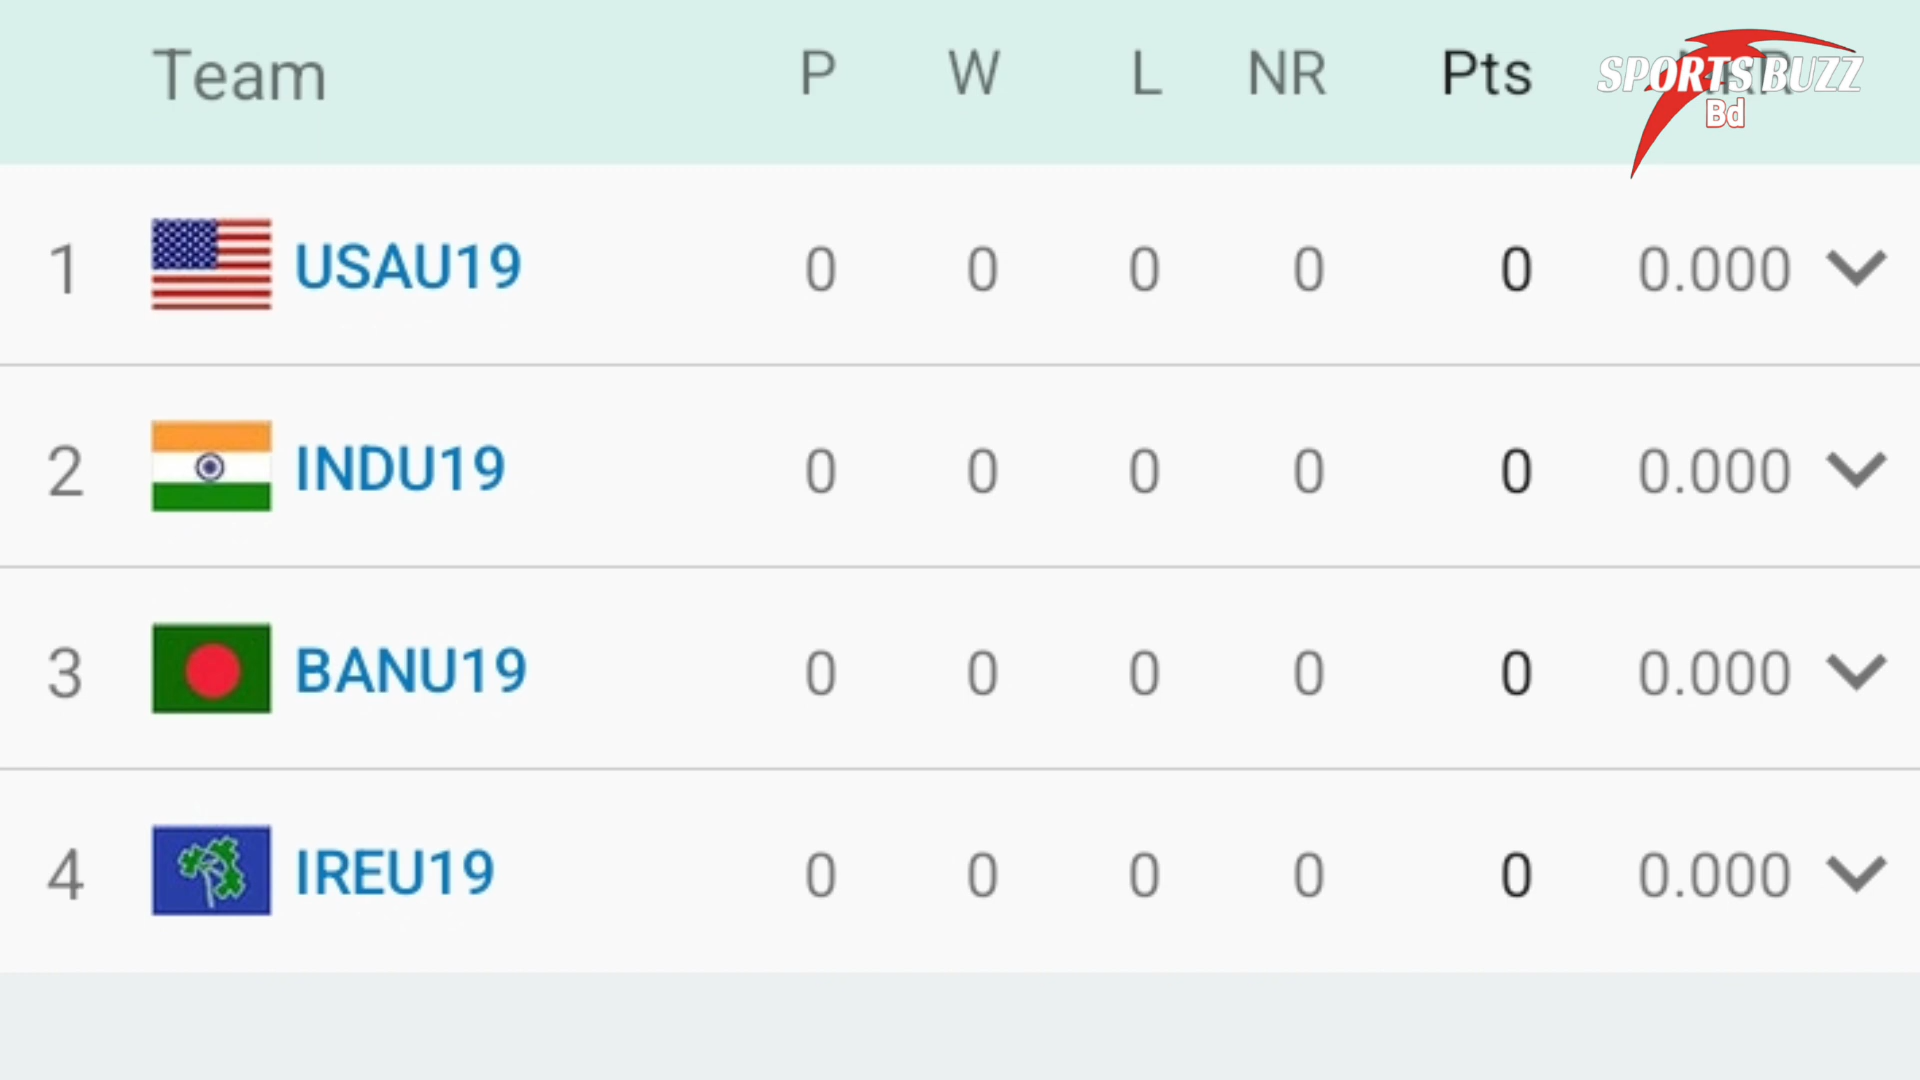 Team P W L NR Pts
SPORTS BUZZ
Bd
1 USAU19 0 0 0 0 0 0.000
2 INDU19 0 0 0 0 0 0.000
3 BANU19 0 0 0 0 0 0.000
4 IREU19 0 0 0 0 0 0.000